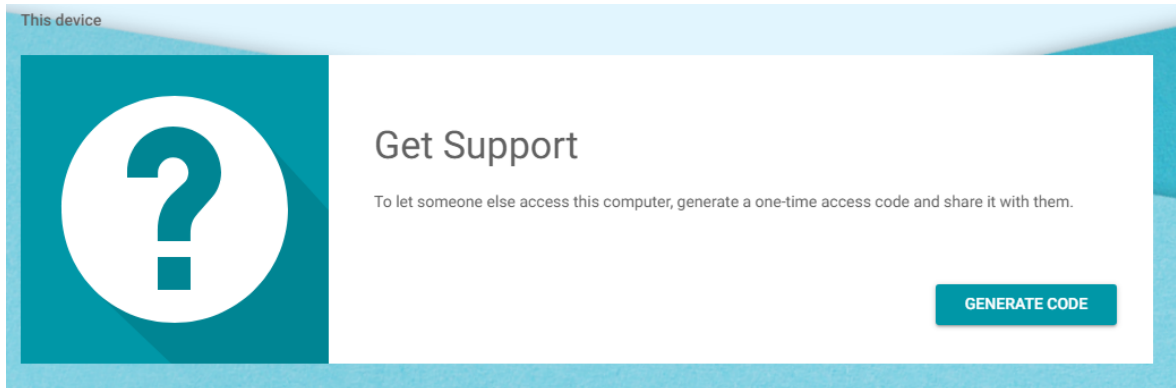 This device
Get Support
To let someone else access this computer, generate a one-time access code and share it with them.
GENERATE CODE